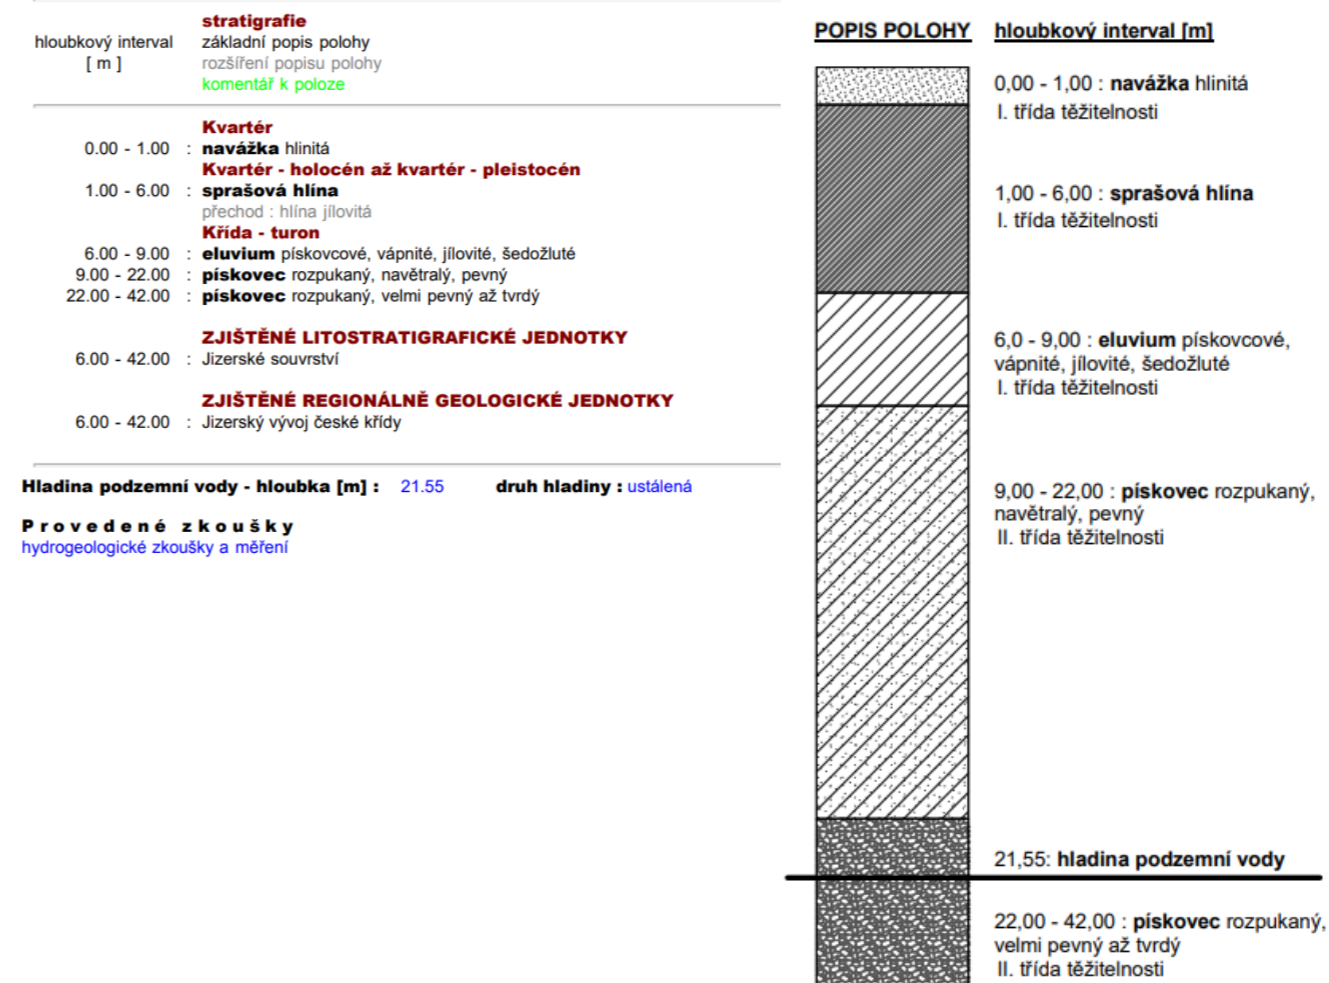 stratigrafie
hloubkový interval základní popis polohy
[ m ] rozšíření popisu polohy
komentář k poloze
Kvartér
0.00 - 1.00 : navážka hlinitá
Kvartér - holocén až kvartér - pleistocén
1.00 - 6.00 : sprašová hlína
přechod : hlína jílovitá
Křída - turon
6.00 - 9.00 : eluvium pískovcové, vápnité, jílovité, šedožluté
9.00 - 22.00 : pískovec rozpukaný, navětralý, pevný
22.00 - 42.00 : pískovec rozpukaný, velmi pevný až tvrdý
ZJIŠTĚNÉ LITOSTRATIGRAFICKÉ JEDNOTKY
6.00 - 42.00 : Jizerské souvrství
ZJIŠTĚNÉ REGIONÁLNĚ GEOLOGICKÉ JEDNOTKY
6.00 - 42.00 : Jizerský vývoj české křídy
Hladina podzemní vody - hloubka [m] : 21.55 druh hladiny : ustálená
Provedené zkoušky
hydrogeologické zkoušky a měření
POPIS POLOHY hloubkový interval [m]
0,00 - 1,00 : navážka hlinitá
I. třída těžitelnosti
1,00 - 6,00 : sprašová hlína
I. třída těžitelnosti
6,0 - 9,00 : eluvium pískovcové,
vápnité, jílovité, šedožluté
I. třída těžitelnosti
9,00 - 22,00 : pískovec rozpukaný,
navětralý, pevný
II. třída těžitelnosti
21,55: hladina podzemní vody
22,00 - 42,00 : pískovec rozpukaný,
velmi pevný až tvrdý
II. třída těžitelnosti